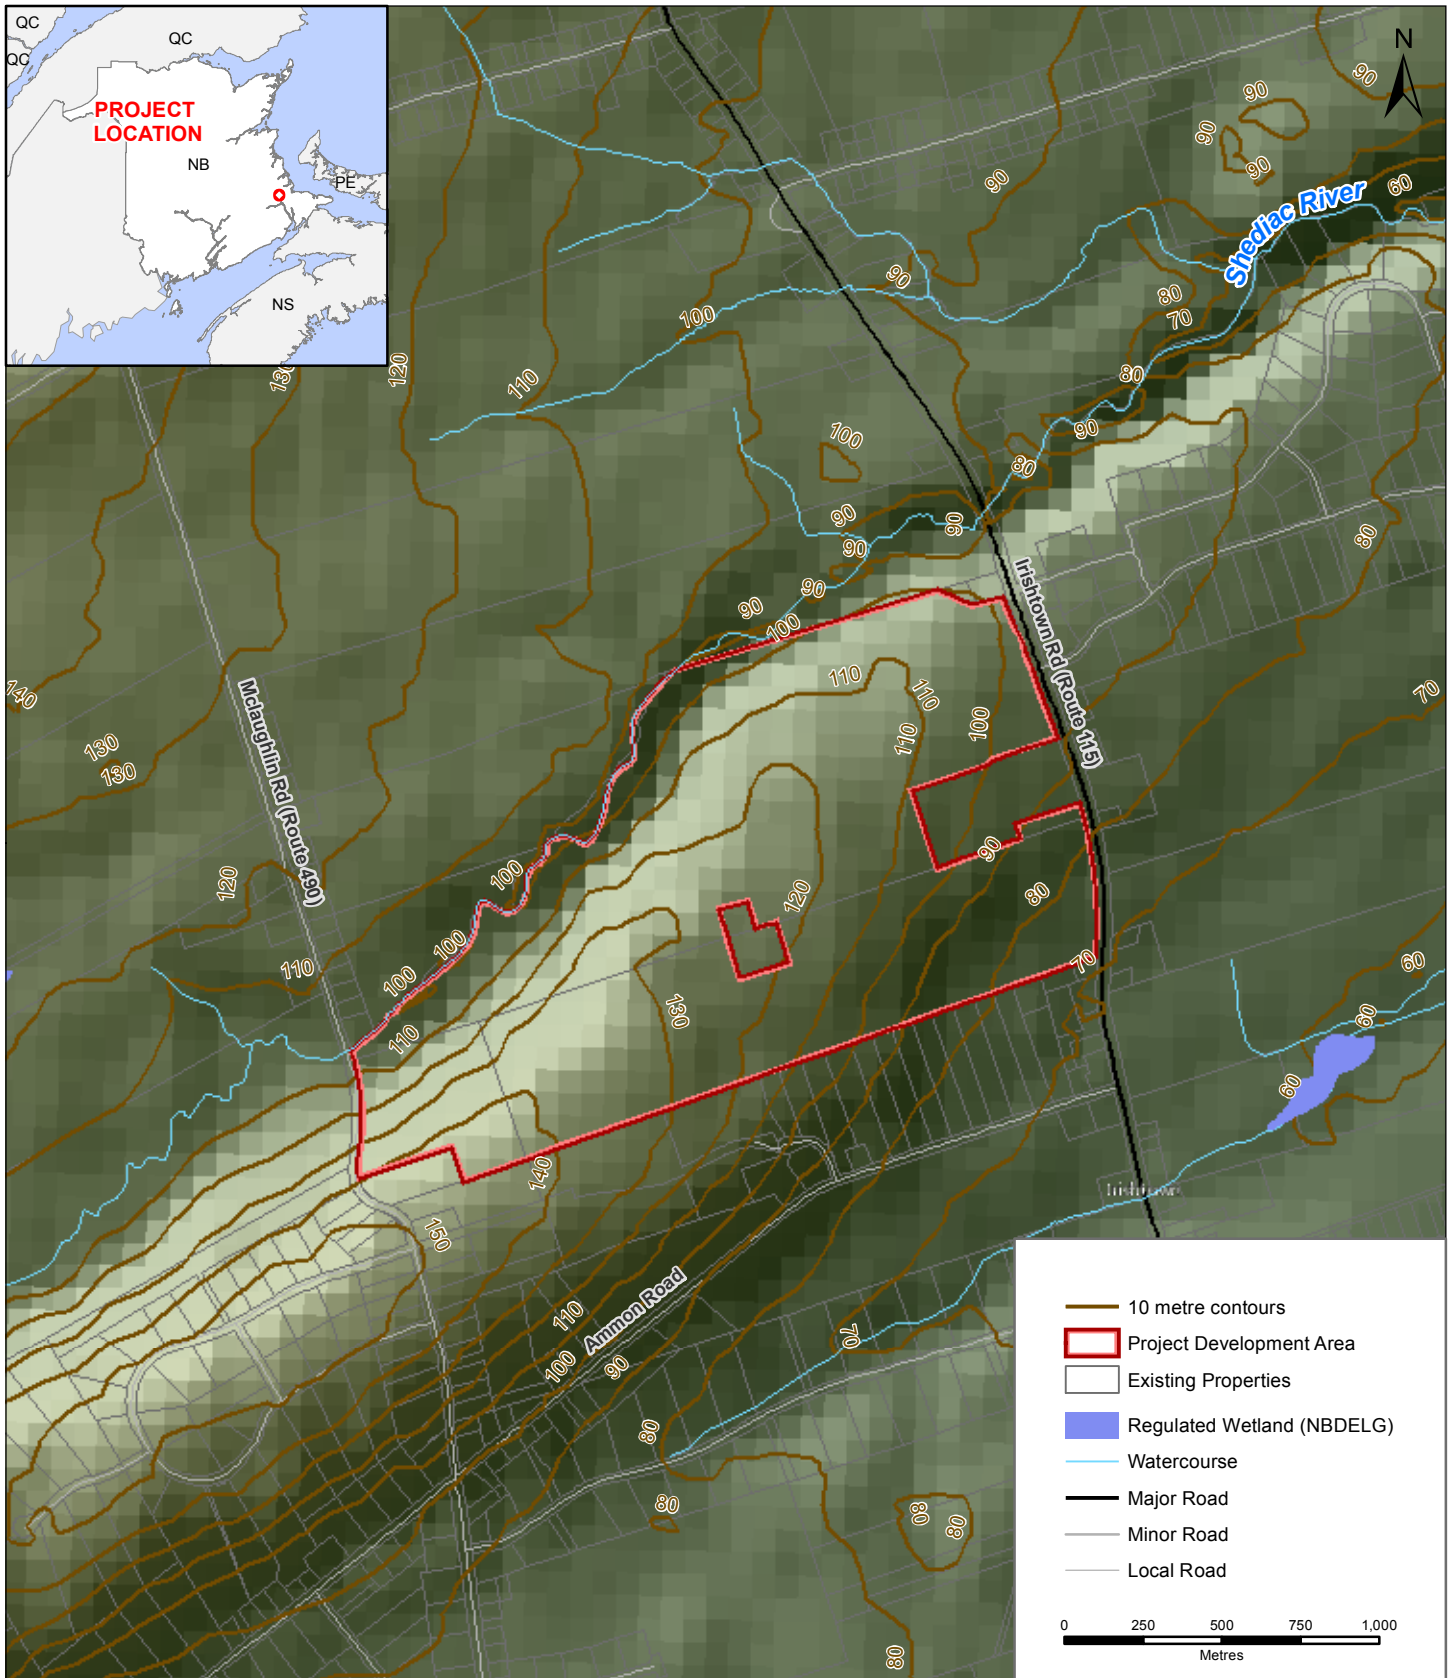 QC
QC
QC
PROJECT
LOCATION
NB
PE
NS
N
90
90
90
90
60
Shediac River
90
90
80
70
100
130
120
110
80
90
100
80
90
90
90
80
Irishtown Rd (Route 115)
90
90
100
140
Mclaughlin Rd (Route 490)
110
110
70
130
130
110
100
100
90
120
120
80
100
110
100
70
60
130
60
110
60
140
Irishtown
150
110
Ammon Road
100
90
70
80
80
80
80
80
10 metre contours
Project Development Area
Existing Properties
Regulated Wetland (NBDELG)
Watercourse
Major Road
Minor Road
Local Road
0 250 500 750 1,000
Metres